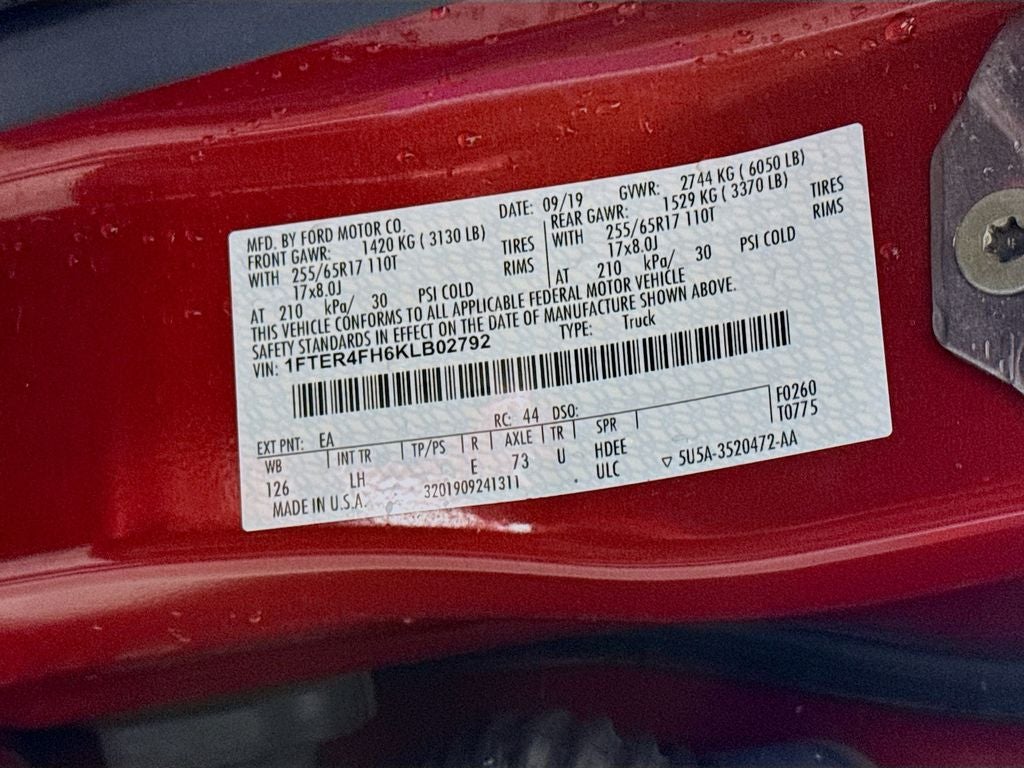 MFD. BY FORD MOTOR CO.
DATE: 09/19 GVWR: 2744 KG ( 6050 LB)
FRONT GAWR: 1420 KG ( 3130 LB) REAR GAWR: 1529 KG ( 3370 LB)
WITH 255/65R17 110T TIRES WITH 255/65R17 110T TIRES
17x8.0J RIMS 17x8.0J RIMS
AT 210 kPa/ 30 PSI COLD AT 210 kPa/ 30 PSI COLD
THIS VEHICLE CONFORMS TO ALL APPLICABLE FEDERAL MOTOR VEHICLE
SAFETY STANDARDS IN EFFECT ON THE DATE OF MANUFACTURE SHOWN ABOVE.
VIN: 1FTER4FH6KLB02792 TYPE: Truck
F0260
T0775
EXT PNT: EA RC: 44 DSO:
WB INT TR TP/PS R AXLE TR SPR
126 LH E 73 U HDEE
ULC ▽ 5U5A-3520472-AA
MADE IN U.S.A. 3201909241311 .